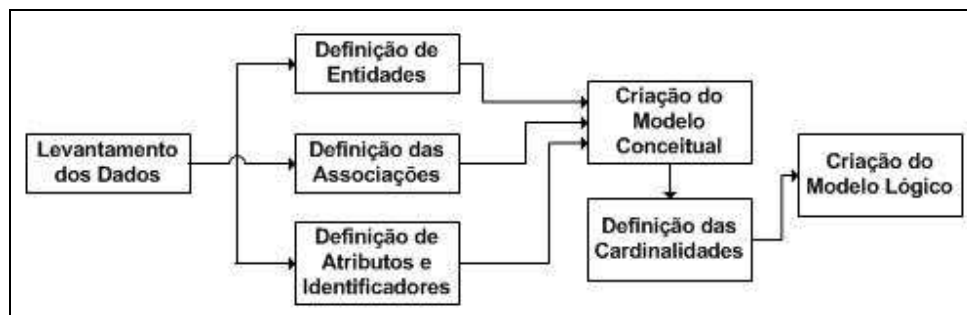 Levantamento
dos Dados
Definição de
Entidades
Definição das
Associações
Definição de
Atributos e
Identificadores
Criação do
Modelo
Conceitual
Definição das
Cardinalidades
Criação do
Modelo Lógico